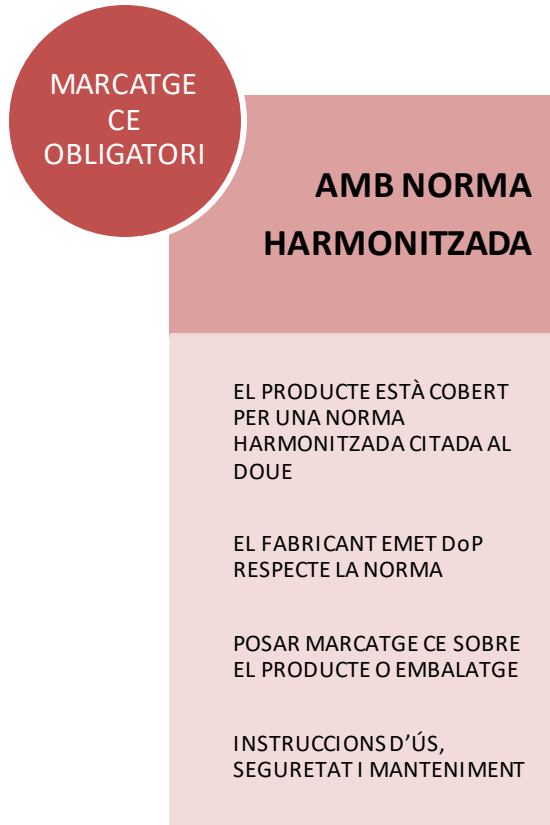 MARCATGE
CE
OBLIGATORI
AMB NORMA
HARMONITZADA
EL PRODUCTE ESTÀ COBERT
PER UNA NORMA
HARMONITZADA CITADA AL
DOUE
EL FABRICANT EMET DoP
RESPECTE LA NORMA
POSAR MARCATGE CE SOBRE
EL PRODUCTE O EMBALATGE
INSTRUCCIONS D'ÚS,
SEGURETAT I MANTENIMENT